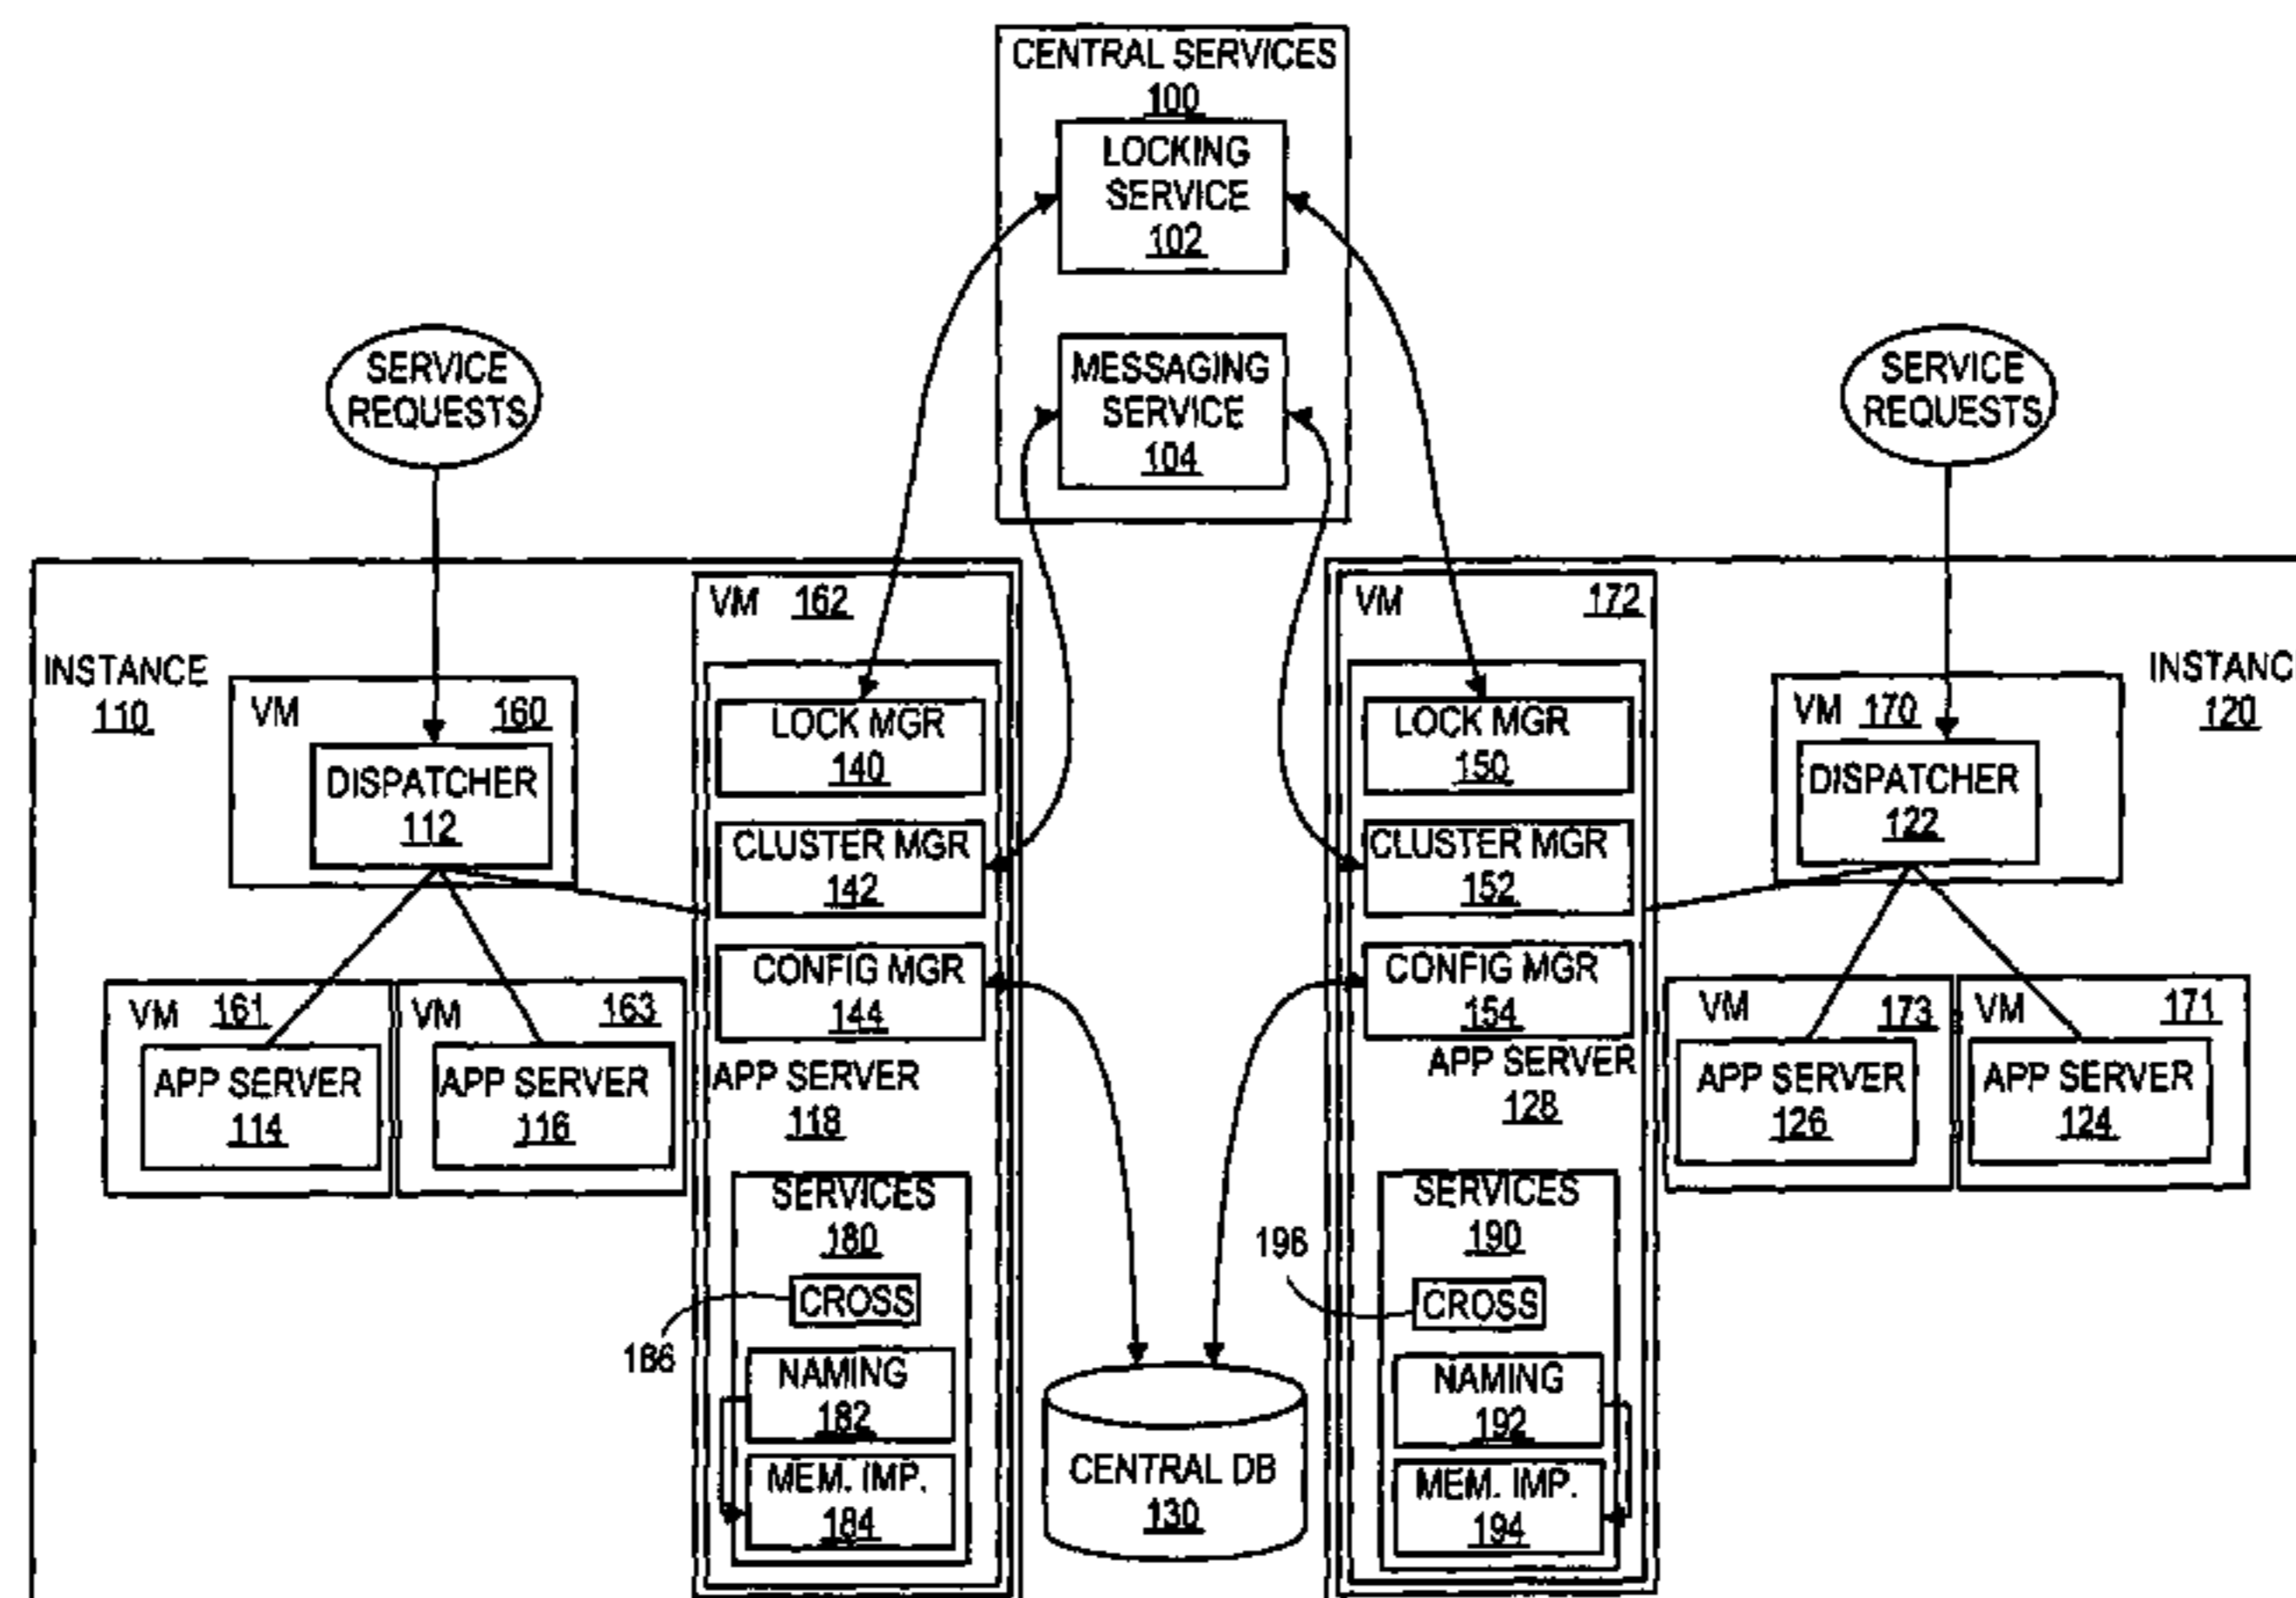 CENTRAL SERVICES
100
LOCKING
SERVICE
102
MESSAGING
SERVICE
104
SERVICE
REQUESTS
SERVICE
REQUESTS
INSTANCE
110
VM 160
DISPATCHER
112
VM 161
APP SERVER
114
VM 163
APP SERVER
116
VM 162
LOCK MGR
140
CLUSTER MGR
142
CONFIG MGR
144
APP SERVER
118
SERVICES
180
CROSS
186
NAMING
182
MEM. IMP.
184
CENTRAL DB
130
VM 172
LOCK MGR
150
CLUSTER MGR
152
CONFIG MGR
154
APP SERVER
128
SERVICES
190
CROSS
196
NAMING
192
MEM. IMP.
194
VM 170
DISPATCHER
122
INSTANC
120
VM 173
APP SERVER
126
VM 171
APP SERVER
124